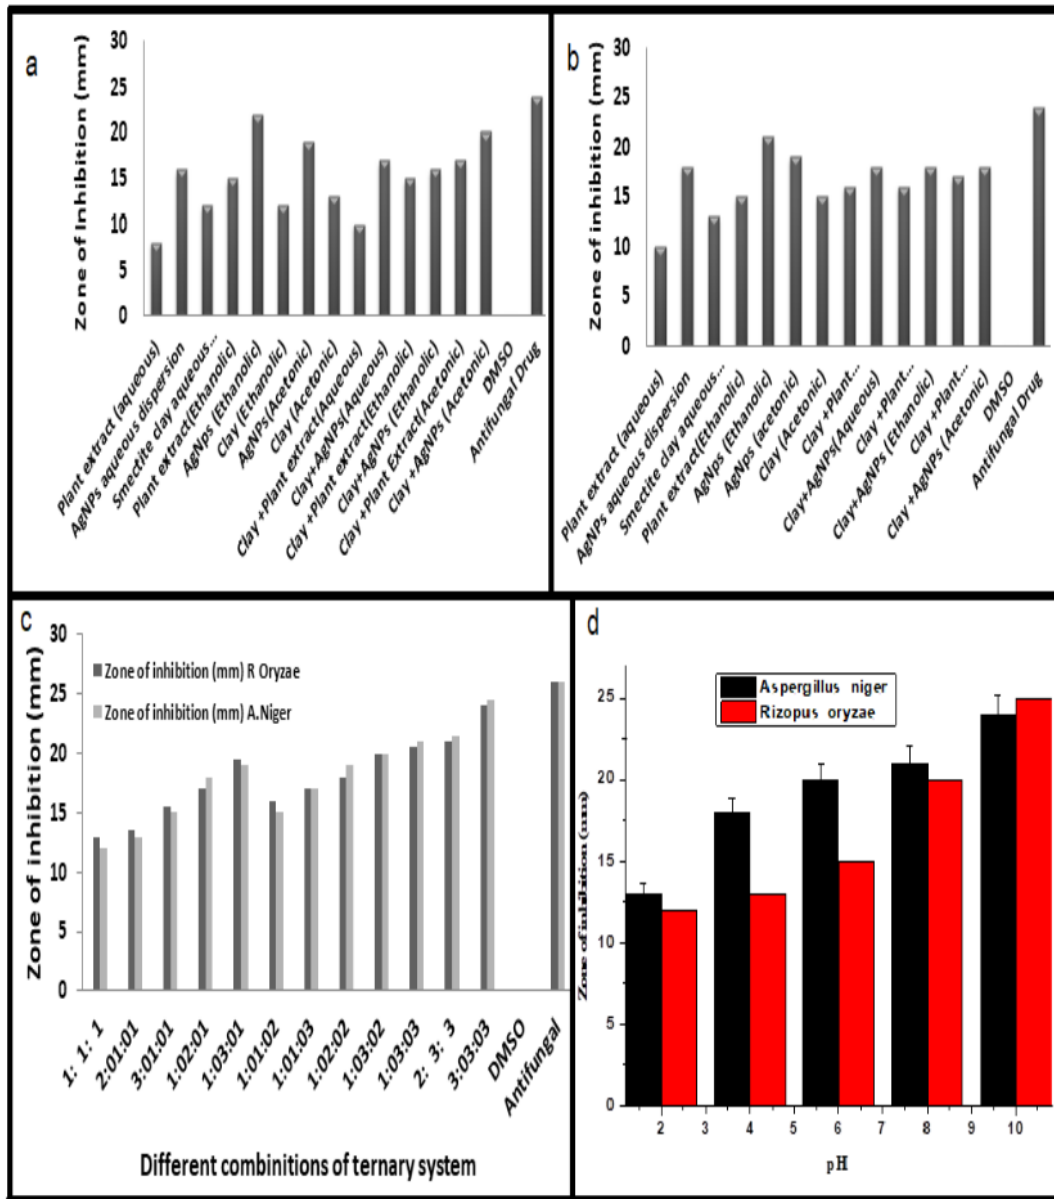 a
Zone of Inhibition (mm)
30
25
20
15
10
5
0
Plant extract (aqueous)
AgNPs aqueous dispersion
Smectite clay aqueous...
Plant extract(Ethanolic)
AgNps (Ethanolic)
Clay (Ethanolic)
AgNPs (Acetonic)
Clay (Acetonic)
Clay +Plant extract(Aqueous)
Clay+AgNPs(Aqueous)
Clay +Plant extract(Ethanolic)
Clay+AgNPs (Ethanolic)
Clay +Plant Extract(Acetonic)
Clay +AgNPs (Acetonic)
DMSO
Antifungal Drug
b
Zone of inhibition (mm)
30
25
20
15
10
5
0
Plant extract (aqueous)
AgNPs aqueous dispersion
Smectite clay aqueous...
Plant extract(Ethanolic)
AgNPs (Ethanolic)
AgNPs (acetonic)
Clay (Acetonic)
Clay +Plant...
Clay+AgNPs(Aqueous)
Clay +Plant...
Clay+AgNPs (Ethanolic)
Clay +Plant...
Clay +AgNPs (Acetonic)
DMSO
Antifungal Drug
c
Zone of inhibition (mm)
30
25
20
15
10
5
0
Zone of inhibition (mm) R Oryzae
Zone of inhibition (mm) A.Niger
1: 1: 1
2:01:01
3:01:01
1:02:01
1:03:01
1:01:02
1:01:03
1:02:02
1:03:02
1:03:03
2: 3: 3
3:03:03
DMSO
Antifungal
Different combinitions of ternary system
d
Zone of inhibition (mm)
25
20
15
10
5
0
Aspergillus niger
Rizopus oryzae
2 3 4 5 6 7 8 9 10
pH